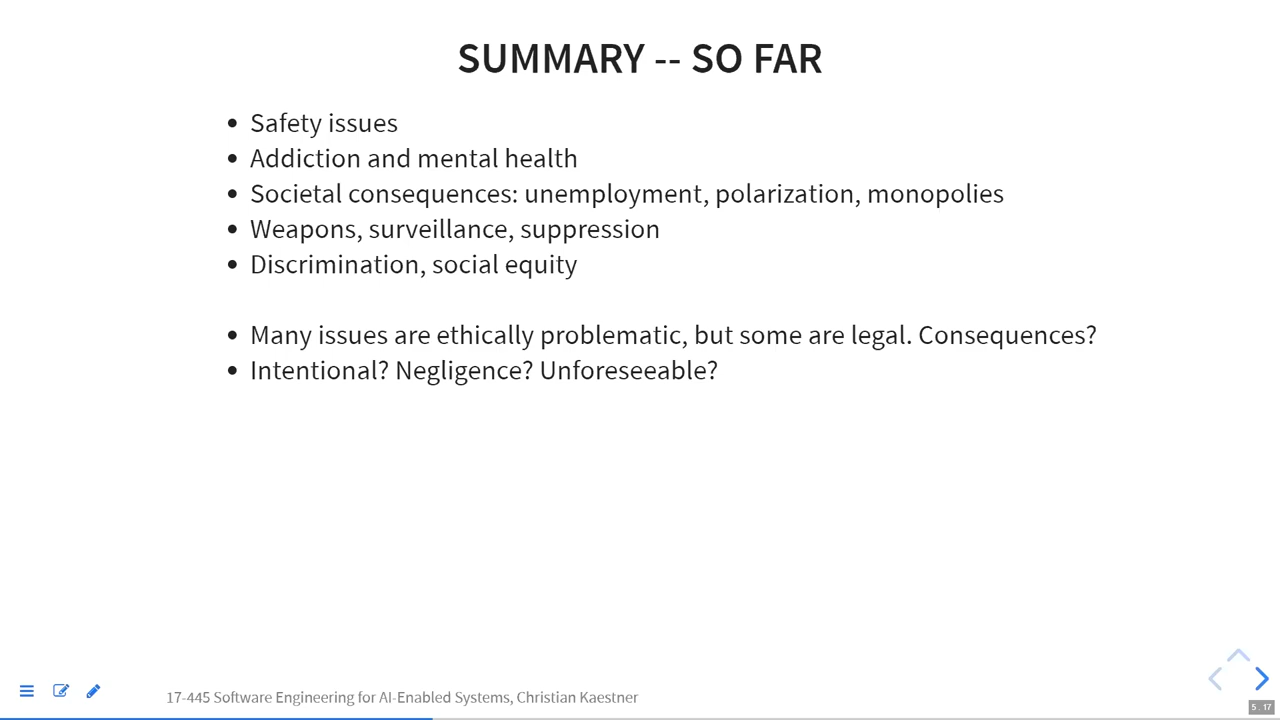 SUMMARY -- SO FAR
• Safety issues
• Addiction and mental health
• Societal consequences: unemployment, polarization, monopolies
• Weapons, surveillance, suppression
• Discrimination, social equity
• Many issues are ethically problematic, but some are legal. Consequences?
• Intentional? Negligence? Unforeseeable?
17-445 Software Engineering for AI-Enabled Systems, Christian Kaestner
5 . 17